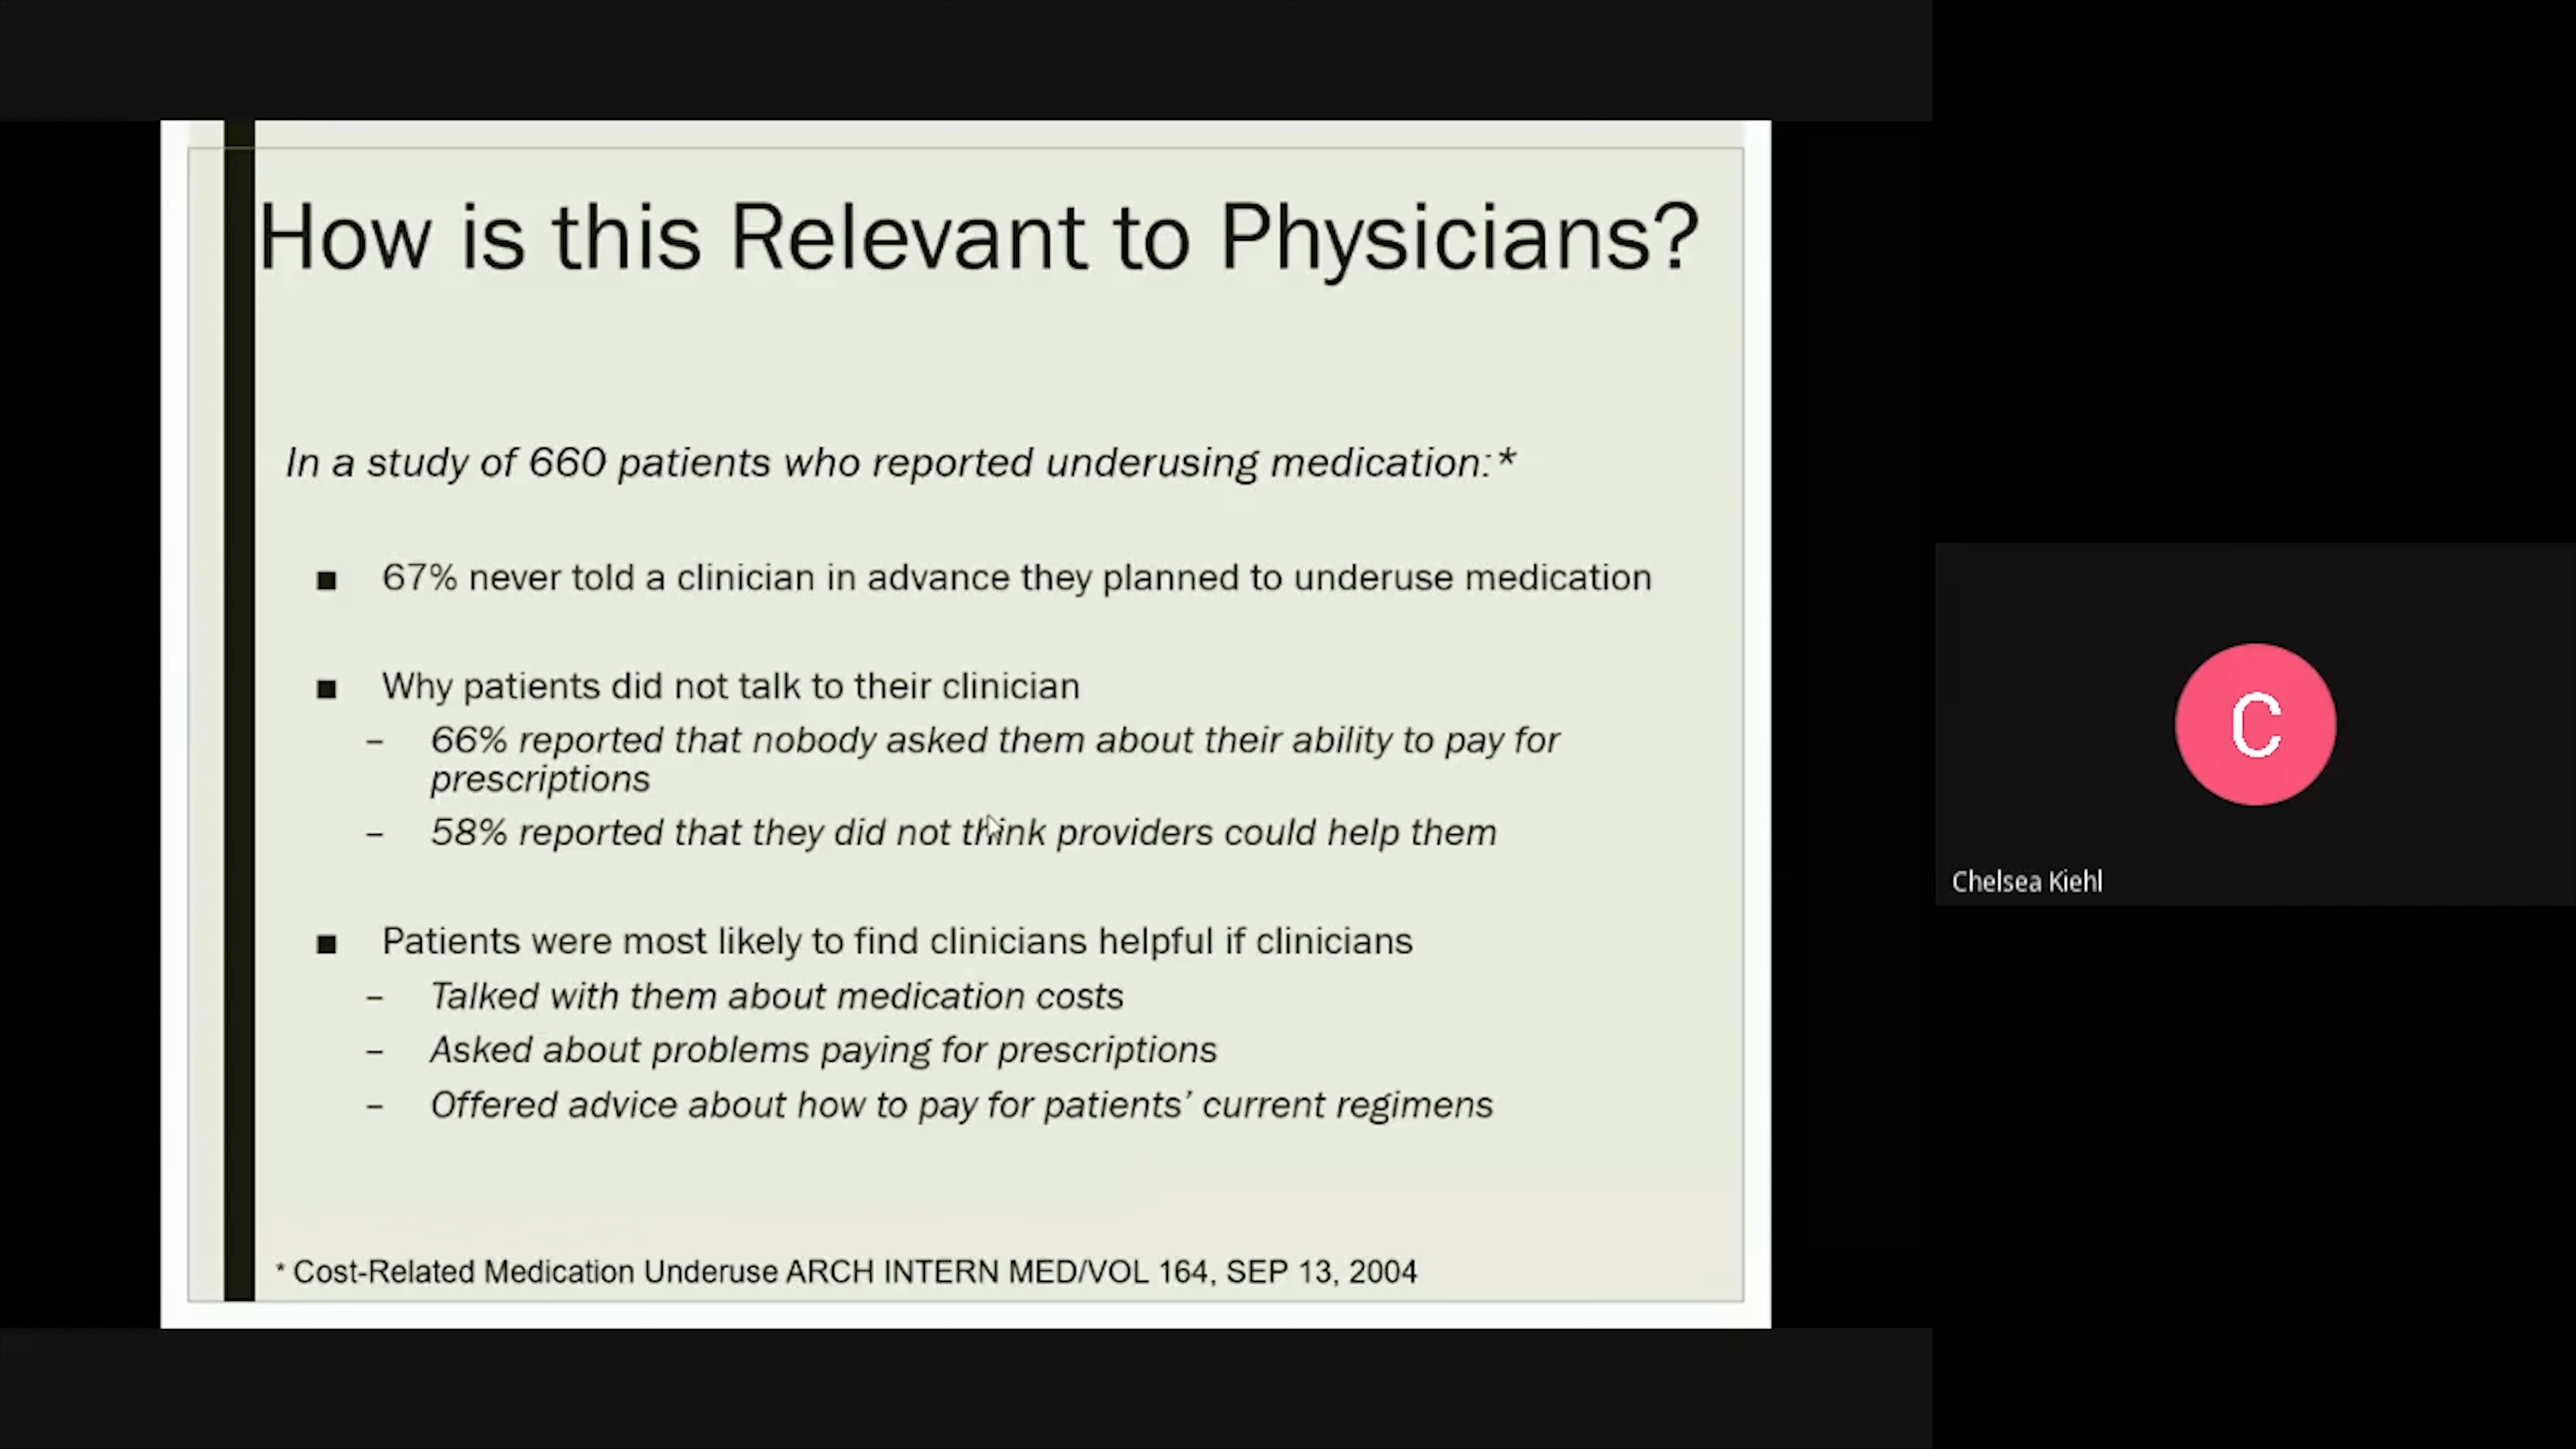 How is this Relevant to Physicians?
In a study of 660 patients who reported underusing medication:*
■ 67% never told a clinician in advance they planned to underuse medication
■ Why patients did not talk to their clinician
– 66% reported that nobody asked them about their ability to pay for
prescriptions
– 58% reported that they did not think providers could help them
■ Patients were most likely to find clinicians helpful if clinicians
– Talked with them about medication costs
– Asked about problems paying for prescriptions
– Offered advice about how to pay for patients’ current regimens
* Cost-Related Medication Underuse ARCH INTERN MED/VOL 164, SEP 13, 2004
C
Chelsea Kiehl